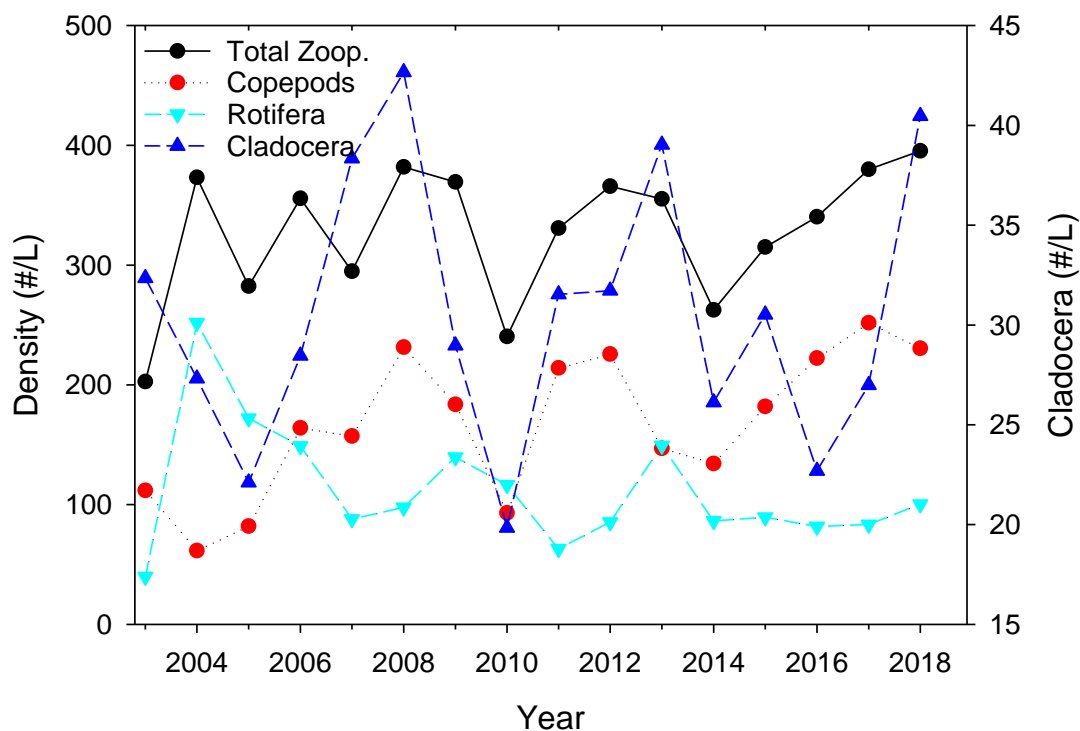 500
400
300
200
100
0
Density (#/L)
Total Zoop.
Copepods
Rotifera
Cladocera
45
40
35
30
25
20
15
Cladocera (#/L)
2004 2006 2008 2010 2012 2014 2016 2018
Year